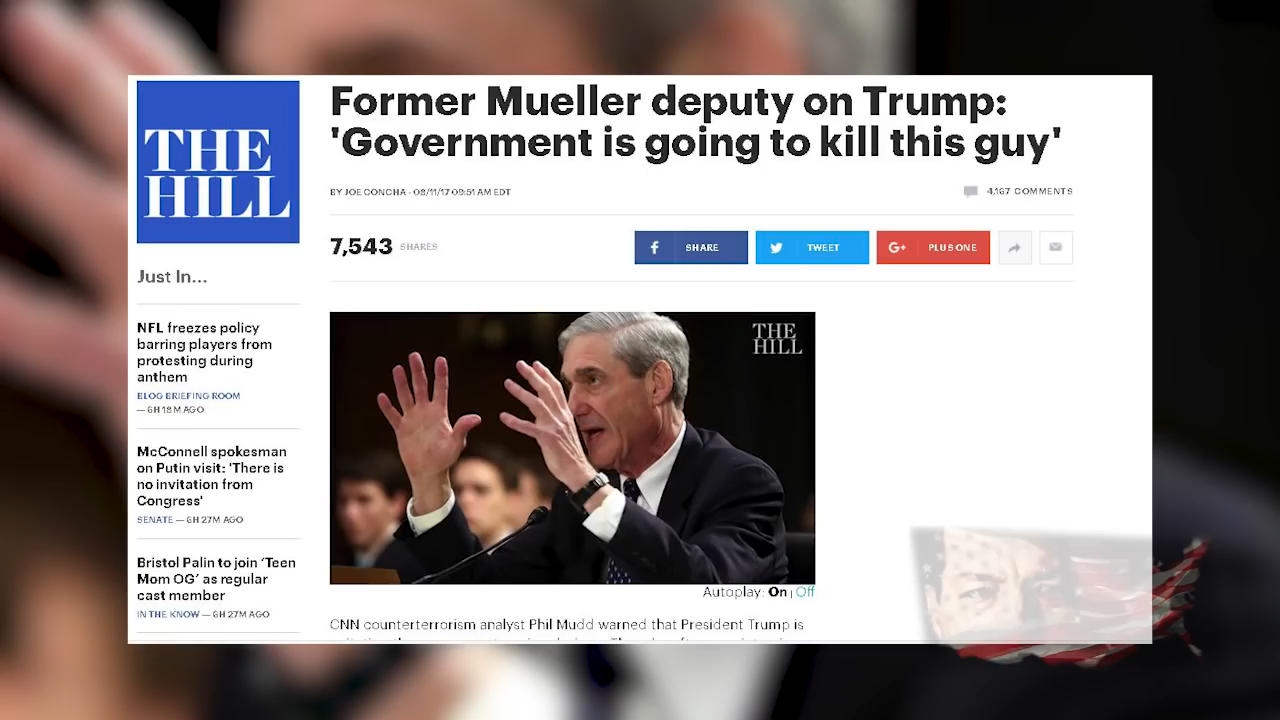 THE
HILL
Former Mueller deputy on Trump:
'Government is going to kill this guy'
BY JOE CONCHA - 08/11/17 09:51 AM EDT
4,167 COMMENTS
7,543 SHARES
SHARE
TWEET
G+ PLUS ONE
Just In...
NFL freezes policy
barring players from
protesting during
anthem
BLOG BRIEFING ROOM
— 6H 18M AGO
McConnell spokesman
on Putin visit: 'There is
no invitation from
Congress'
SENATE — 6H 27M AGO
Bristol Palin to join ‘Teen
Mom OG’ as regular
cast member
IN THE KNOW — 6H 27M AGO
THE
HILL
Autoplay: On | Off
CNN counterterrorism analyst Phil Mudd warned that President Trump is